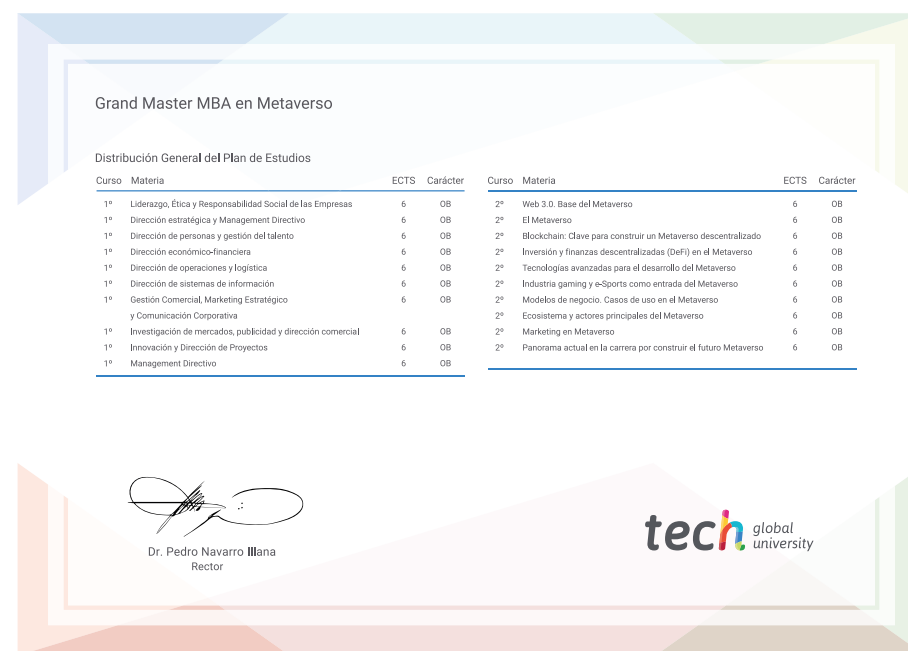 Grand Master MBA en Metaverso
Distribución General del Plan de Estudios
Curso Materia ECTS Carácter
1º Liderazgo, Ética y Responsabilidad Social de las Empresas 6 OB
1º Dirección estratégica y Management Directivo 6 OB
1º Dirección de personas y gestión del talento 6 OB
1º Dirección económico-financiera 6 OB
1º Dirección de operaciones y logística 6 OB
1º Dirección de sistemas de información 6 OB
1º Gestión Comercial, Marketing Estratégico 6 OB
y Comunicación Corporativa
1º Investigación de mercados, publicidad y dirección comercial 6 OB
1º Innovación y Dirección de Proyectos 6 OB
1º Management Directivo 6 OB
Curso Materia ECTS Carácter
2º Web 3.0. Base del Metaverso 6 OB
2º El Metaverso 6 OB
2º Blockchain: Clave para construir un Metaverso descentralizado 6 OB
2º Inversión y finanzas descentralizadas (DeFi) en el Metaverso 6 OB
2º Tecnologías avanzadas para el desarrollo del Metaverso 6 OB
2º Industria gaming y e-Sports como entrada del Metaverso 6 OB
2º Modelos de negocio. Casos de uso en el Metaverso 6 OB
2º Ecosistema y actores principales del Metaverso 6 OB
2º Marketing en Metaverso 6 OB
2º Panorama actual en la carrera por construir el futuro Metaverso 6 OB
Dr. Pedro Navarro Illana
Rector
tech global
university